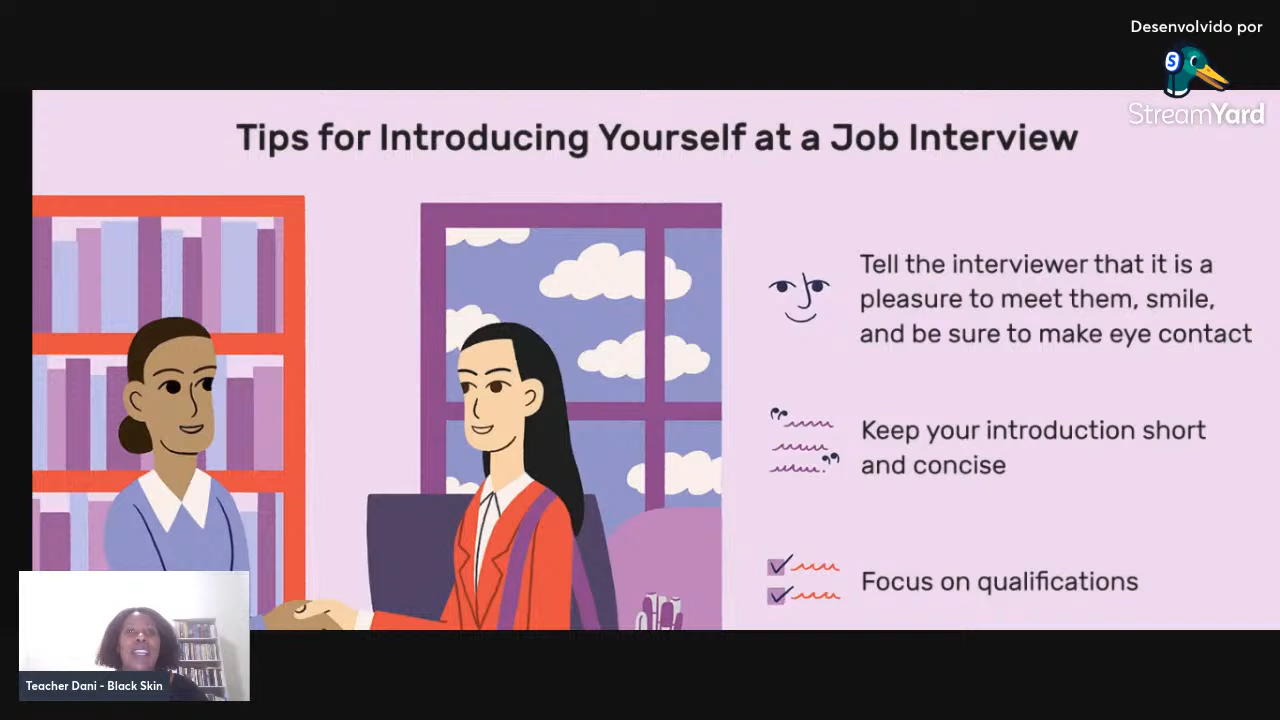 Desenvolvido por
StreamYard
Tips for Introducing Yourself at a Job Interview
Tell the interviewer that it is a
pleasure to meet them, smile,
and be sure to make eye contact
Keep your introduction short
and concise
Focus on qualifications
Teacher Dani - Black Skin